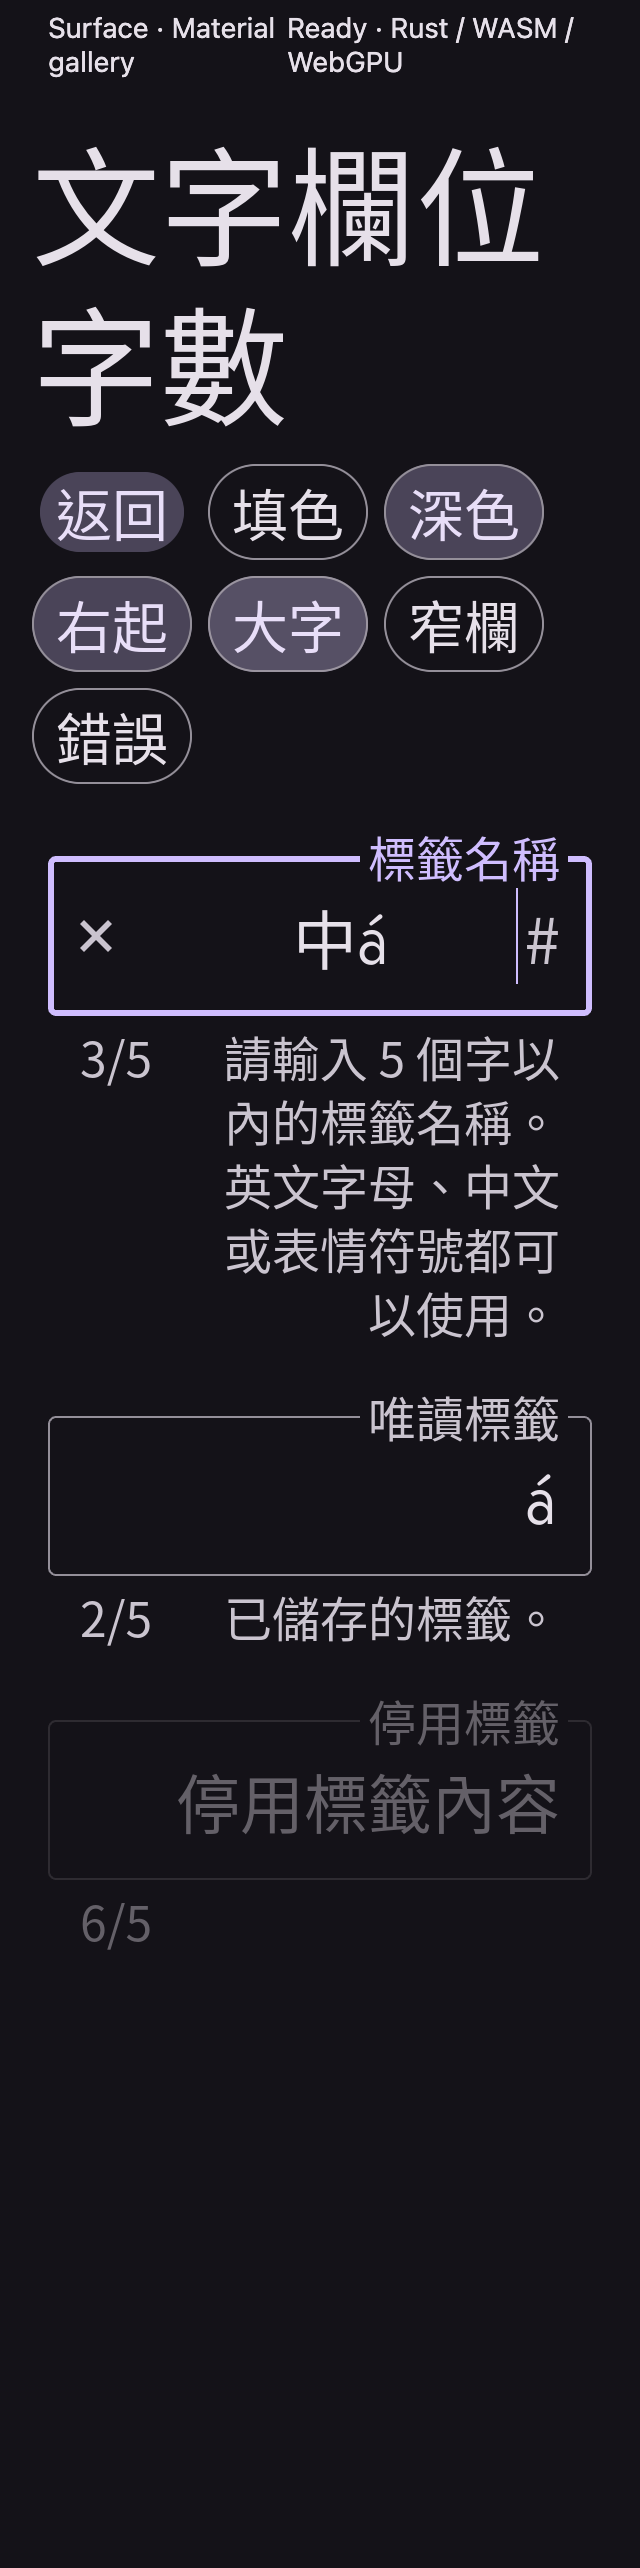 Surface · Material gallery
Ready · Rust / WASM / WebGPU
文字欄位
字數
返回
填色
深色
右起
大字
窄欄
錯誤
標籤名稱
× 中á #
3/5
請輸入 5 個字以
內的標籤名稱。
英文字母、中文
或表情符號都可
以使用。
唯讀標籤
á
2/5
已儲存的標籤。
停用標籤
停用標籤內容
6/5